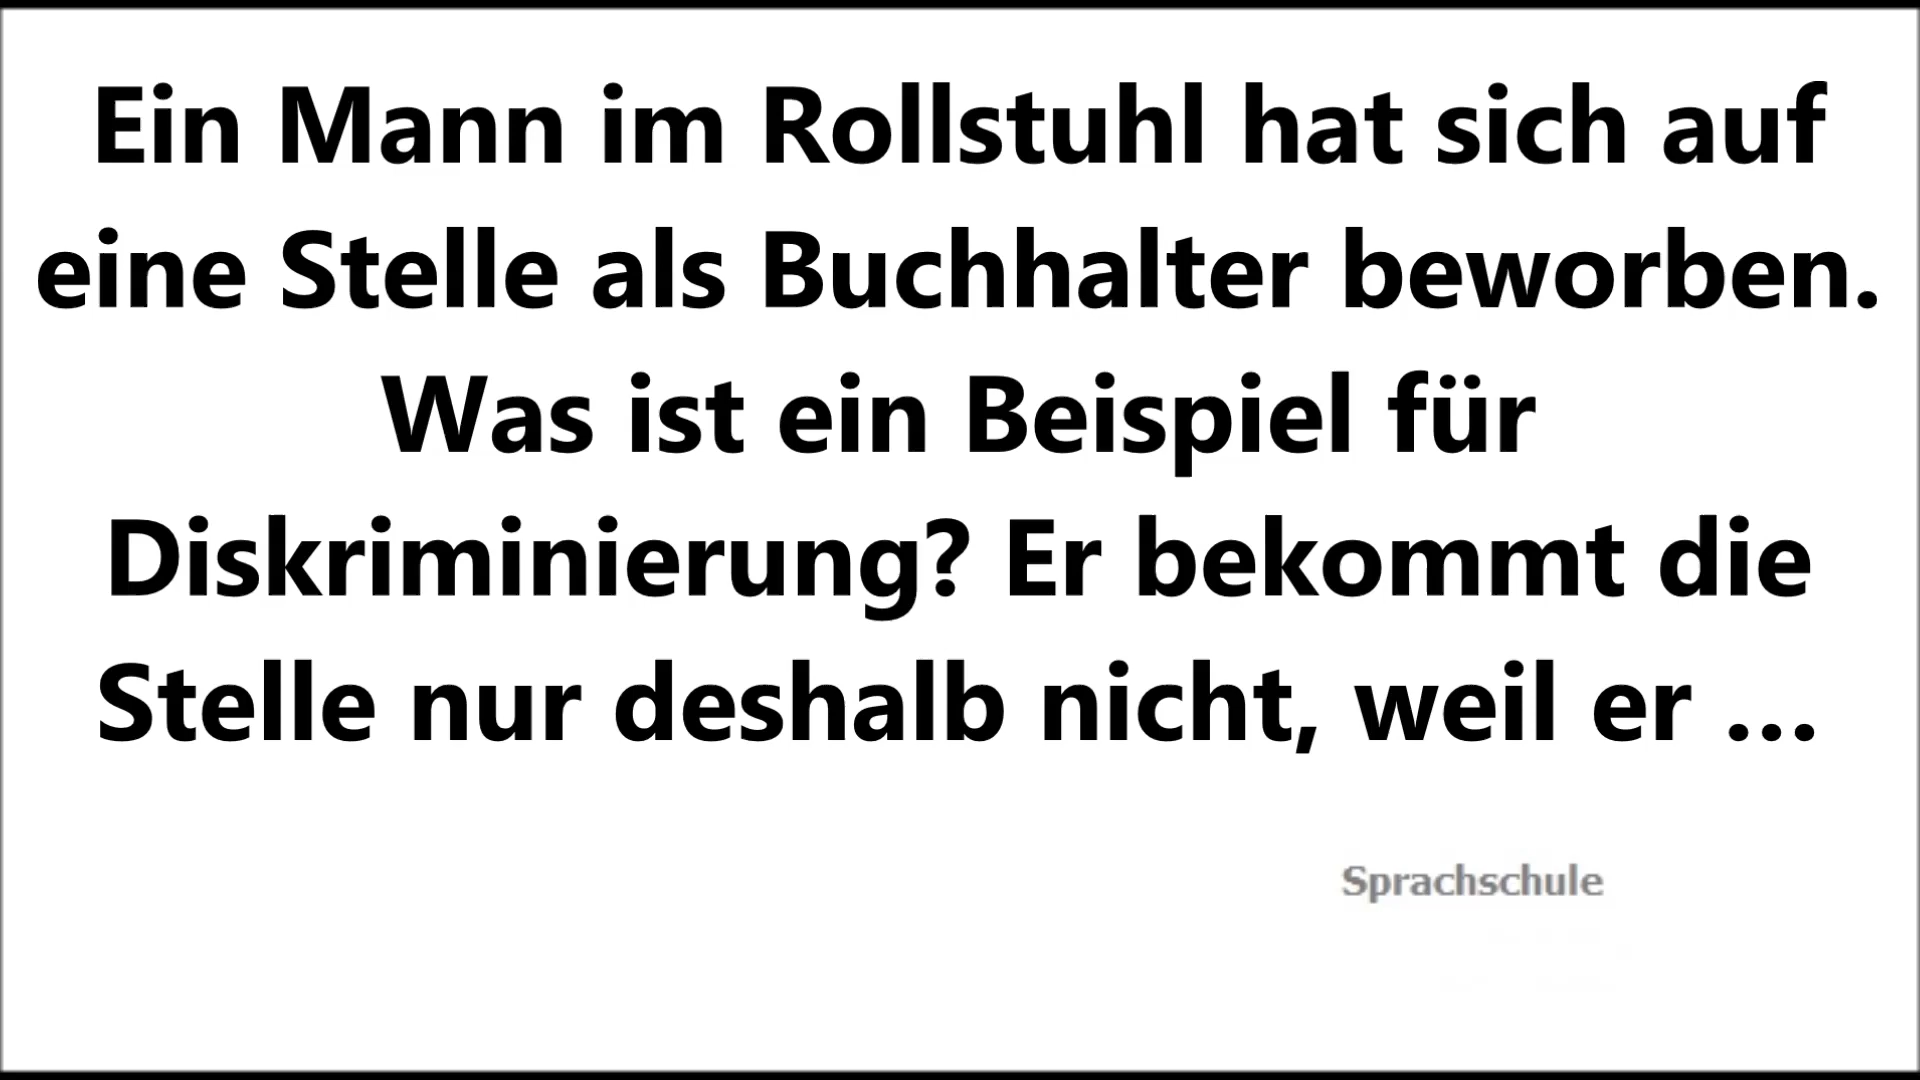 Ein Mann im Rollstuhl hat sich auf
eine Stelle als Buchhalter beworben.
Was ist ein Beispiel für
Diskriminierung? Er bekommt die
Stelle nur deshalb nicht, weil er …
Sprachschule